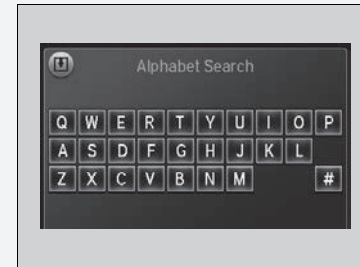 Alphabet Search
Q W E R T Y U I O P
A S D F G H J K L
Z X C V B N M #